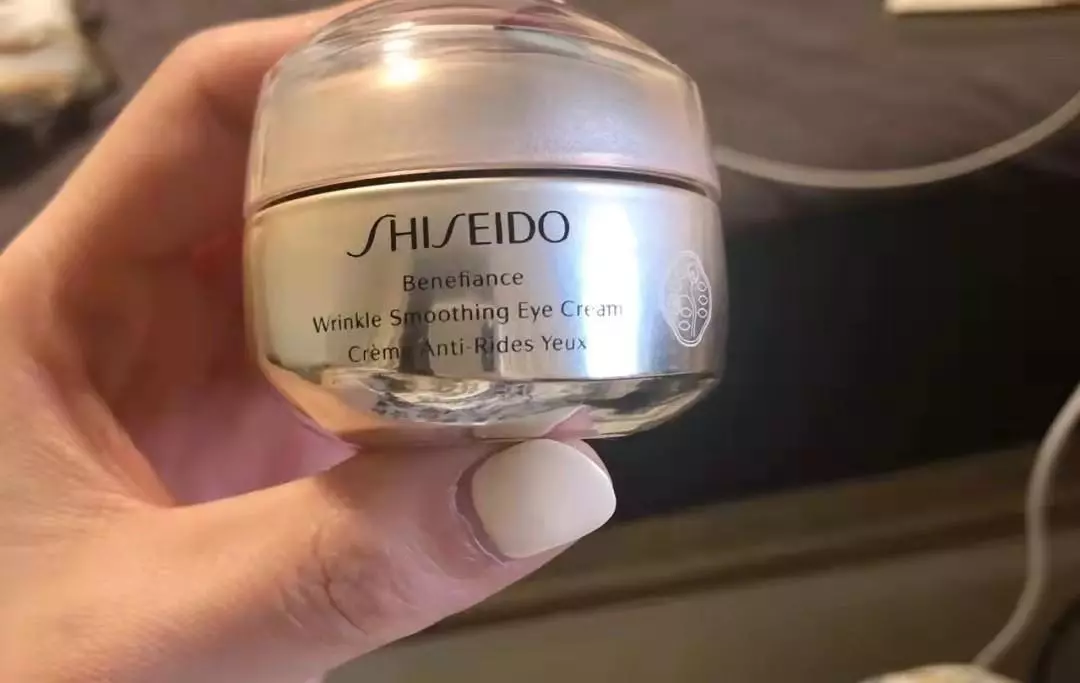 SHISEIDO
Benefiance
Wrinkle Smoothing Eye Cream
Crème Anti-Rides Yeux